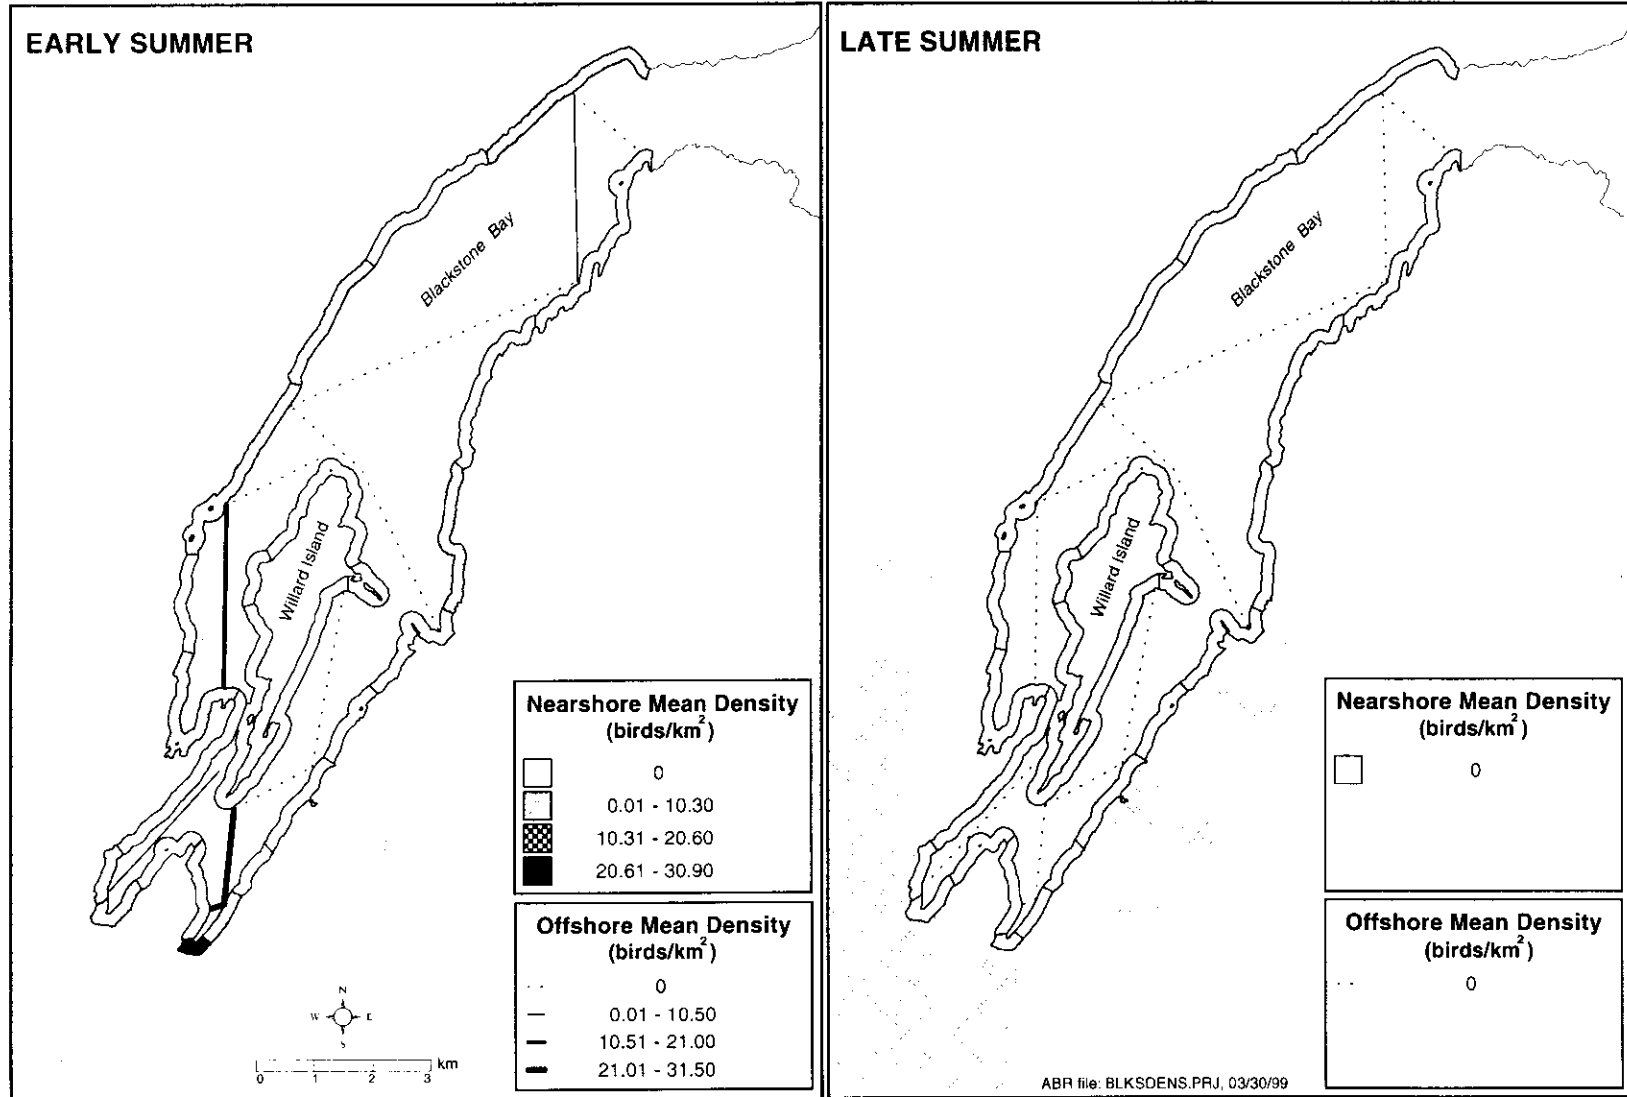 EARLY SUMMER
Blackstone Bay
Willard Island
Nearshore Mean Density
(birds/km²)
0
0.01 - 10.30
10.31 - 20.60
20.61 - 30.90
Offshore Mean Density
(birds/km²)
0
0.01 - 10.50
10.51 - 21.00
21.01 - 31.50
N
W E
S
km
0 1 2 3
LATE SUMMER
Blackstone Bay
Willard Island
Nearshore Mean Density
(birds/km²)
0
Offshore Mean Density
(birds/km²)
0
ABR file: BLKSDENS.PRJ, 03/30/99